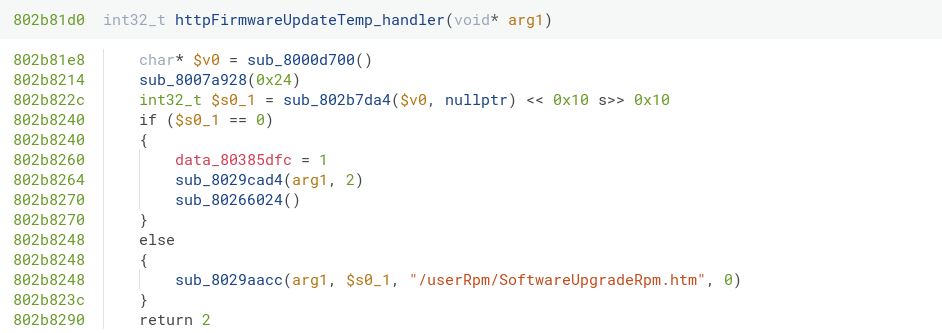 802b81d0 int32_t httpFirmwareUpdateTemp_handler(void* arg1)
802b81e8 char* $v0 = sub_8000d700()
802b8214 sub_8007a928(0x24)
802b822c int32_t $s0_1 = sub_802b7da4($v0, nullptr) << 0x10 s>> 0x10
802b8240 if ($s0_1 == 0)
802b8240 {
802b8260 data_80385dfc = 1
802b8264 sub_8029cad4(arg1, 2)
802b8270 sub_80266024()
802b8270 }
802b8248 else
802b8248 {
802b8248 sub_8029aacc(arg1, $s0_1, "/userRpm/SoftwareUpgradeRpm.htm", 0)
802b823c }
802b8290 return 2